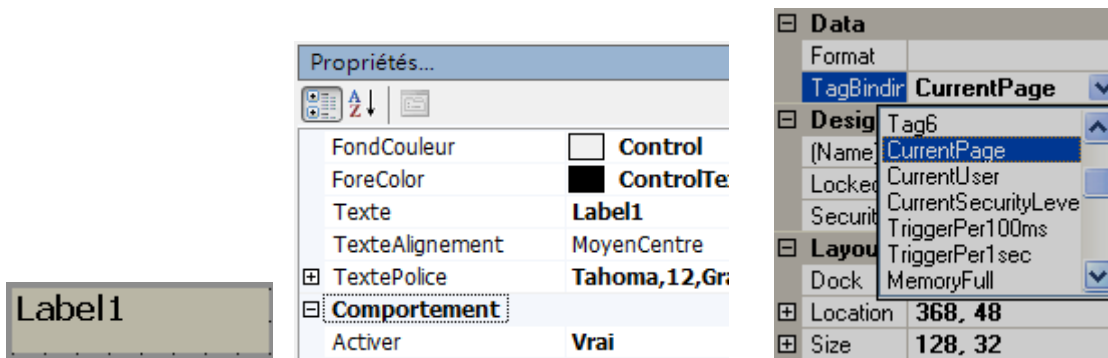 Label1
Propriétés...
FondCouleur Control
ForeColor ControlTe
Texte Label1
TexteAlignement MoyenCentre
TextePolice Tahoma,12,Gra
Comportement
Activer Vrai
Data
Format
TagBindin CurrentPage
Desig
(Name)
Locked
Securit
Layou
Dock
Tag6
CurrentPage
CurrentUser
CurrentSecurityLeve
TriggerPer100ms
TriggerPer1sec
MemoryFull
Location 368, 48
Size 128, 32